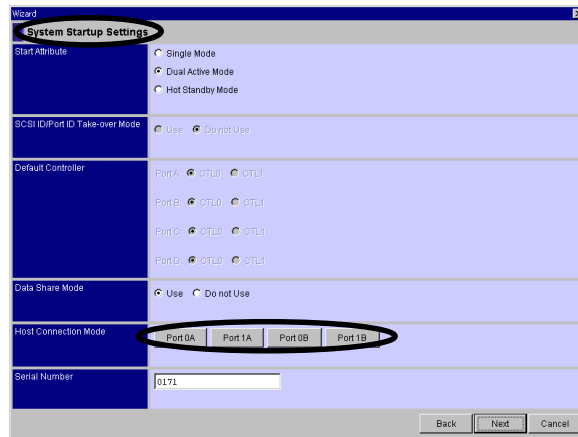 Wizard
System Startup Settings
Start Attribute
Single Mode
Dual Active Mode
Hot Standby Mode
SCSI ID/Port ID Take-over Mode
Use Do not Use
Default Controller
Port A: CTL0 CTL1
Port B: CTL0 CTL1
Port C: CTL0 CTL1
Port D: CTL0 CTL1
Data Share Mode
Use Do not Use
Host Connection Mode
Port 0A Port 1A Port 0B Port 1B
Serial Number
0171
Back Next Cancel